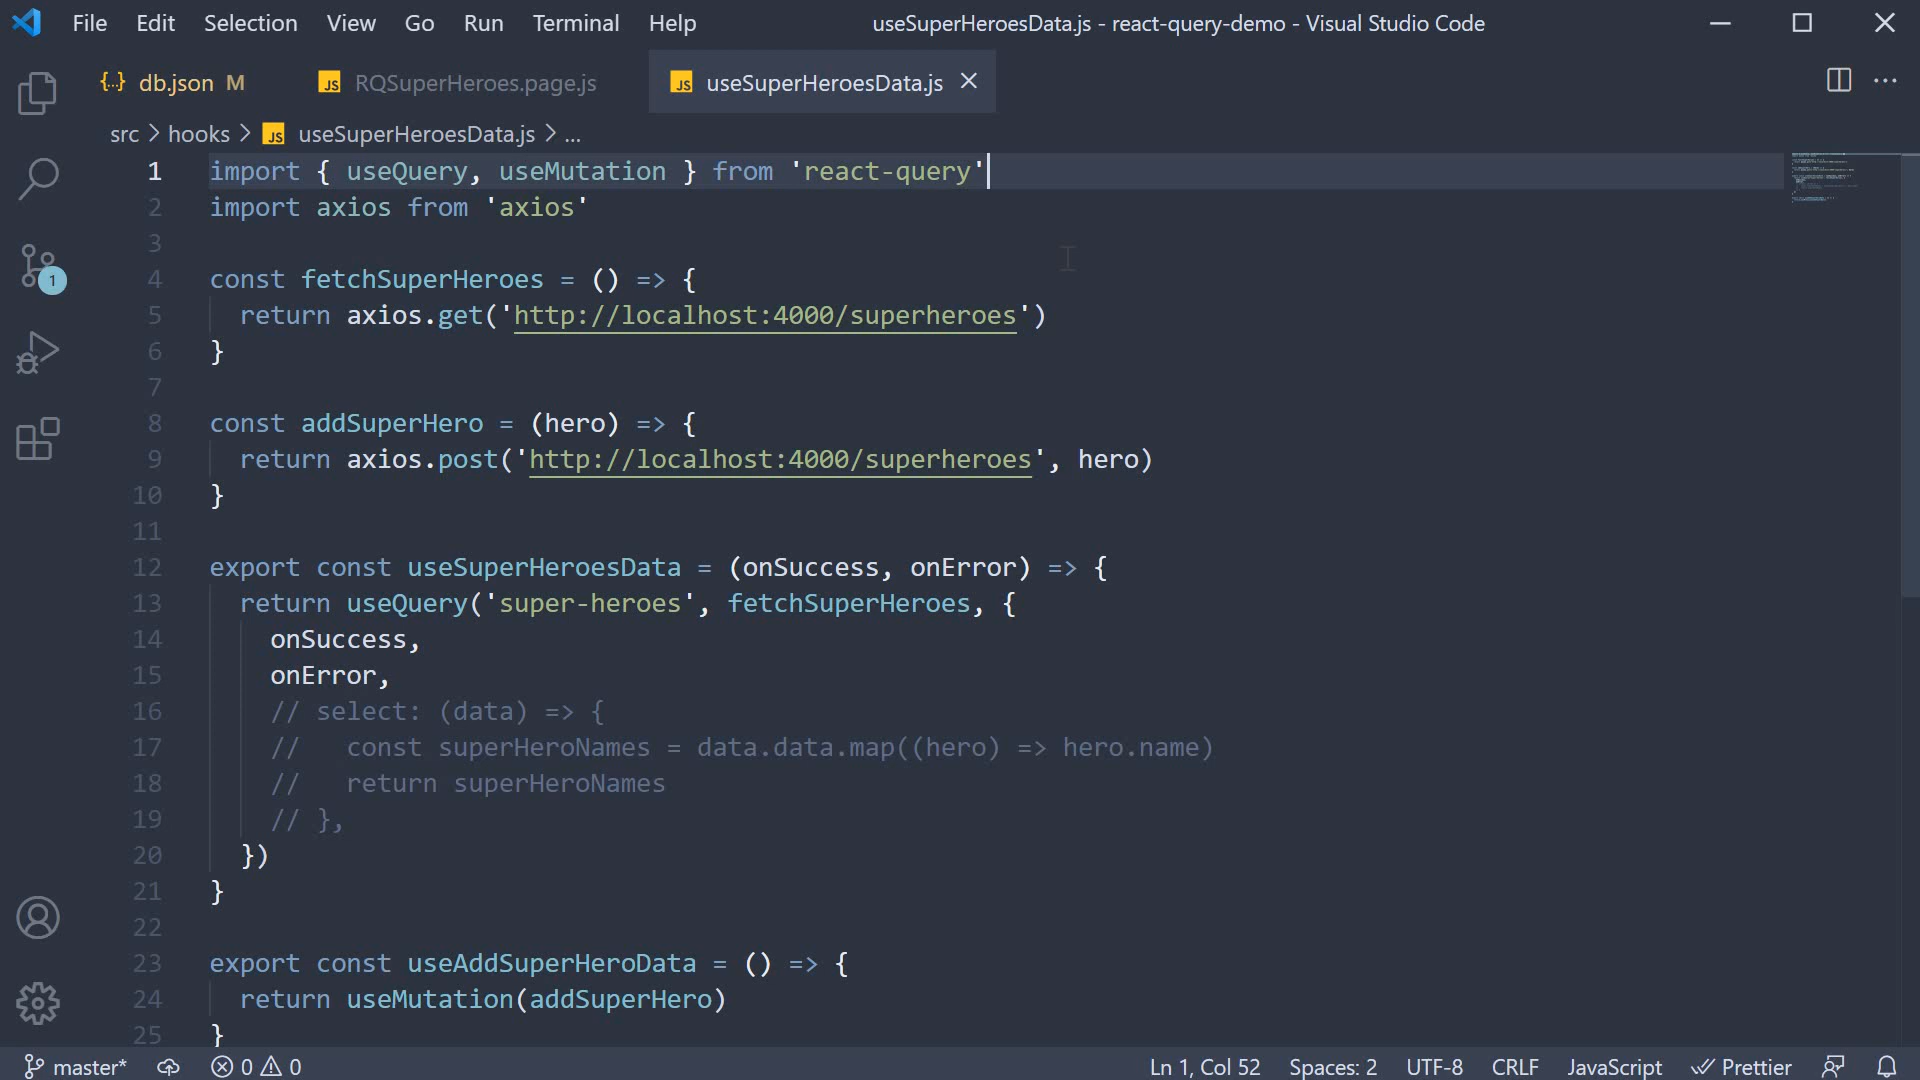 File Edit Selection View Go Run Terminal Help useSuperHeroesData.js - react-query-demo - Visual Studio Code
{..} db.json M JS RQSuperHeroes.page.js JS useSuperHeroesData.js
src > hooks > JS useSuperHeroesData.js > ...
1 import { useQuery, useMutation } from 'react-query'
2 import axios from 'axios'
3
4 const fetchSuperHeroes = () => {
5   return axios.get('http://localhost:4000/superheroes')
6 }
7
8 const addSuperHero = (hero) => {
9   return axios.post('http://localhost:4000/superheroes', hero)
10 }
11
12 export const useSuperHeroesData = (onSuccess, onError) => {
13   return useQuery('super-heroes', fetchSuperHeroes, {
14     onSuccess,
15     onError,
16     // select: (data) => {
17     //   const superHeroNames = data.data.map((hero) => hero.name)
18     //   return superHeroNames
19     // },
20   })
21 }
22
23 export const useAddSuperHeroData = () => {
24   return useMutation(addSuperHero)
25 }
1
master* 0 0 Ln 1, Col 52 Spaces: 2 UTF-8 CRLF JavaScript Prettier